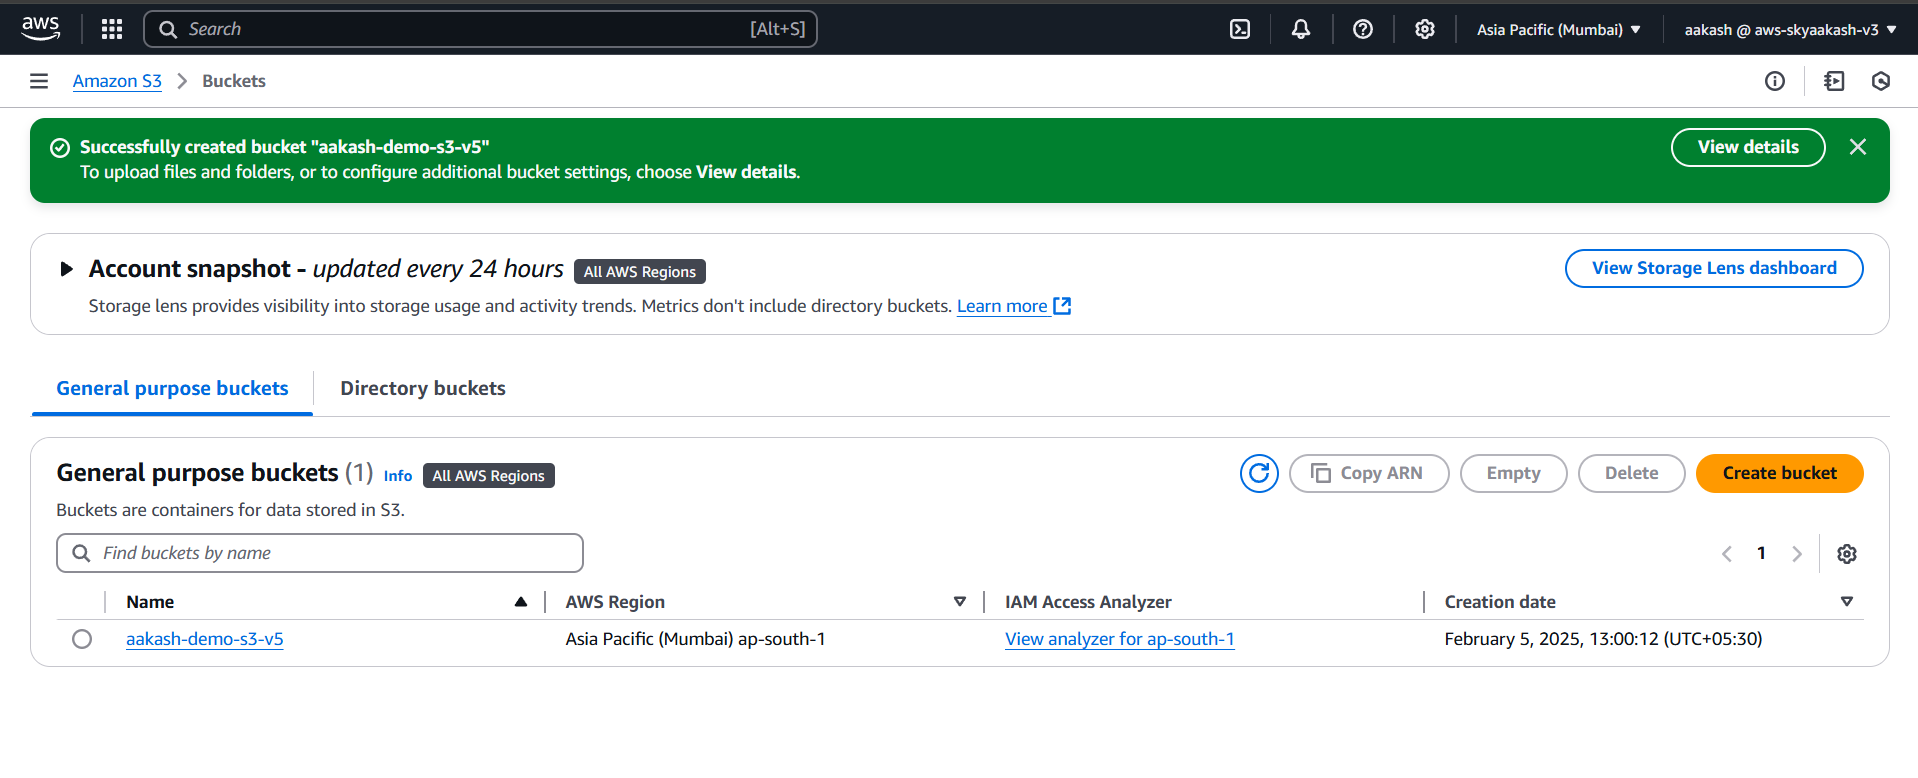 aws
Search [Alt+S]
Asia Pacific (Mumbai)
aakash @ aws-skyaakash-v3
Amazon S3 Buckets
Successfully created bucket "aakash-demo-s3-v5"
To upload files and folders, or to configure additional bucket settings, choose View details.
View details
Account snapshot - updated every 24 hours All AWS Regions
Storage lens provides visibility into storage usage and activity trends. Metrics don't include directory buckets. Learn more
View Storage Lens dashboard
General purpose buckets Directory buckets
General purpose buckets (1) Info All AWS Regions
Copy ARN Empty Delete Create bucket
Buckets are containers for data stored in S3.
Find buckets by name
1
Name AWS Region IAM Access Analyzer Creation date
aakash-demo-s3-v5 Asia Pacific (Mumbai) ap-south-1 View analyzer for ap-south-1 February 5, 2025, 13:00:12 (UTC+05:30)